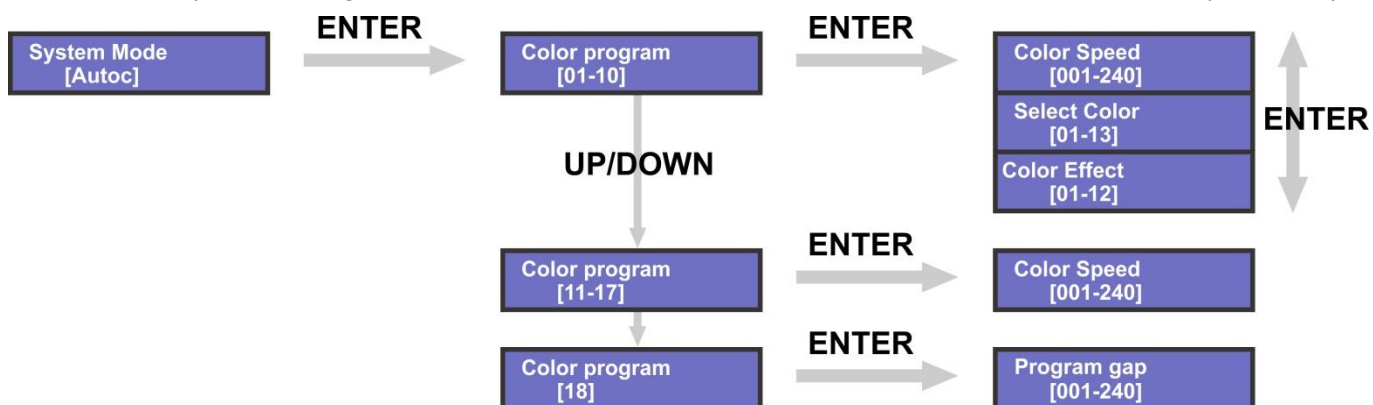 ENTER
ENTER
System Mode
[Autoc]
Color program
[01-10]
Color Speed
[001-240]
Select Color
[01-13]
Color Effect
[01-12]
ENTER
UP/DOWN
ENTER
Color program
[11-17]
Color Speed
[001-240]
ENTER
Color program
[18]
Program gap
[001-240]